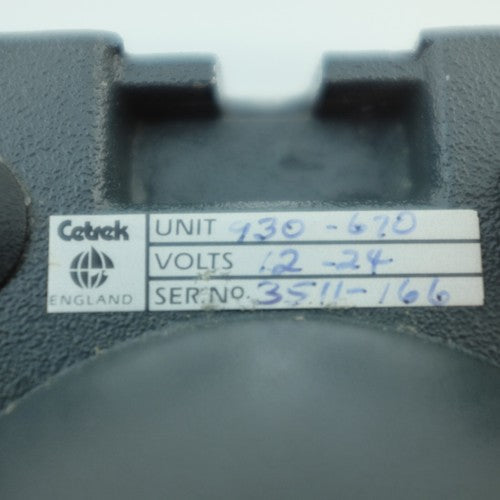 Cetrek
ENGLAND
UNIT 930-670
VOLTS 12-24
SER.No. 3511-166